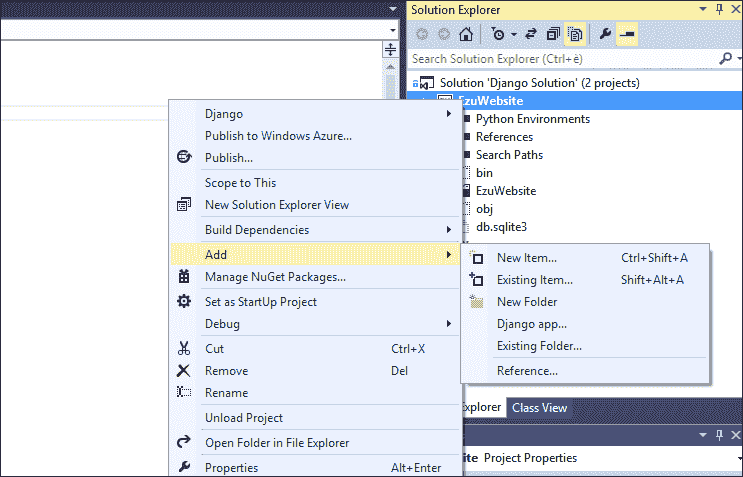 Solution Explorer
Search Solution Explorer (Ctrl+è)
Solution 'Django Solution' (2 projects)
EzuWebsite
Python Environments
References
Search Paths
bin
EzuWebsite
obj
db.sqlite3
Django
Publish to Windows Azure...
Publish...
Scope to This
New Solution Explorer View
Build Dependencies
Add
Manage NuGet Packages...
Set as StartUp Project
Debug
Cut Ctrl+X
Remove Del
Rename
Unload Project
Open Folder in File Explorer
Properties Alt+Enter
New Item... Ctrl+Shift+A
Existing Item... Shift+Alt+A
New Folder
Django app...
Existing Folder...
Reference...
Explorer Class View
ite Project Properties